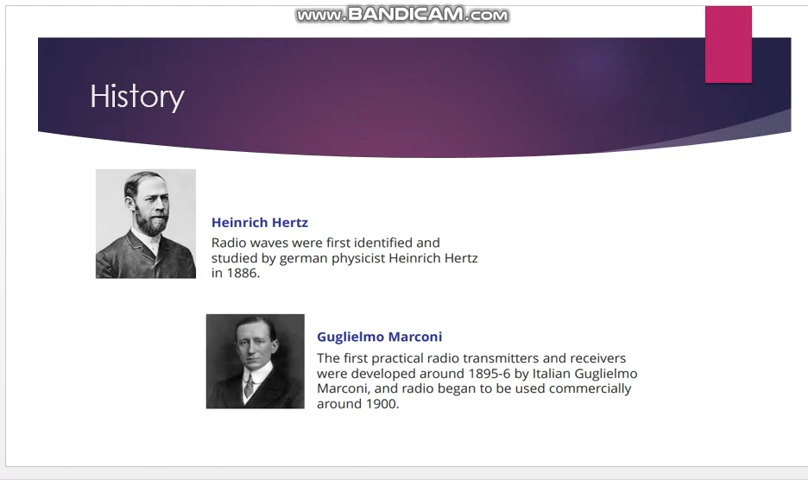 www.BANDICAM.com
History
Heinrich Hertz
Radio waves were first identified and
studied by german physicist Heinrich Hertz
in 1886.
Guglielmo Marconi
The first practical radio transmitters and receivers
were developed around 1895-6 by Italian Guglielmo
Marconi, and radio began to be used commercially
around 1900.